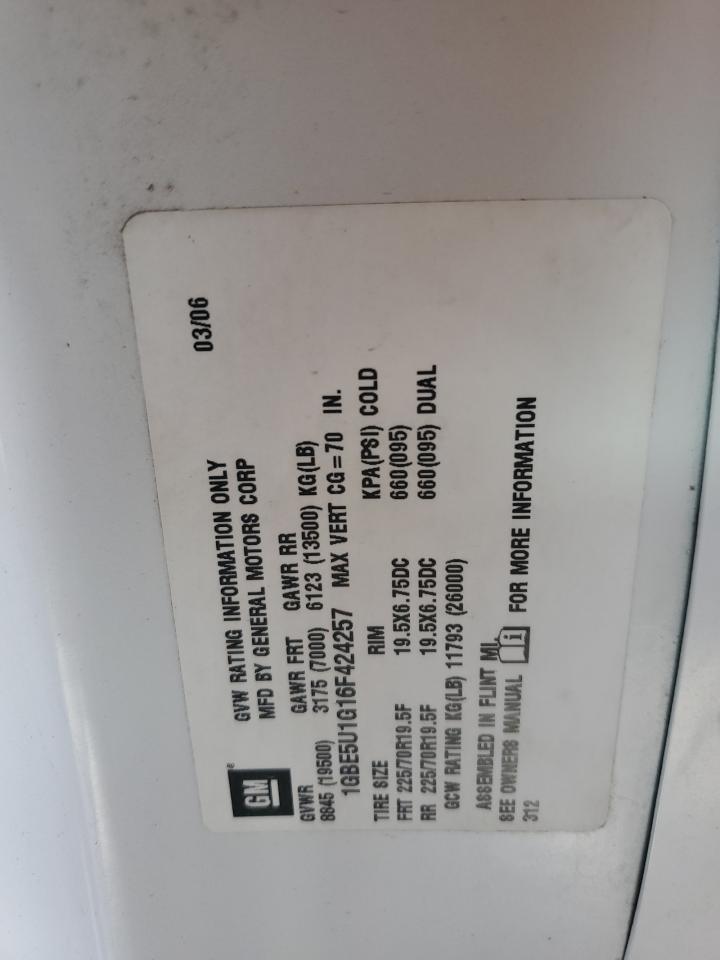 GM®
GVW RATING INFORMATION ONLY 03/06
MFD BY GENERAL MOTORS CORP
GVWR GAWR FRT GAWR RR
8845 (19500) 3175 (7000) 6123 (13500) KG(LB)
1GBE5U1G16F424257 MAX VERT CG=70 IN.
TIRE SIZE RIM KPA(PSI) COLD
FRT 225/70R19.5F 19.5X6.75DC 660(095)
RR 225/70R19.5F 19.5X6.75DC 660(095) DUAL
GCW RATING KG(LB) 11793 (26000)
ASSEMBLED IN FLINT MI.
SEE OWNERS MANUAL i FOR MORE INFORMATION
312